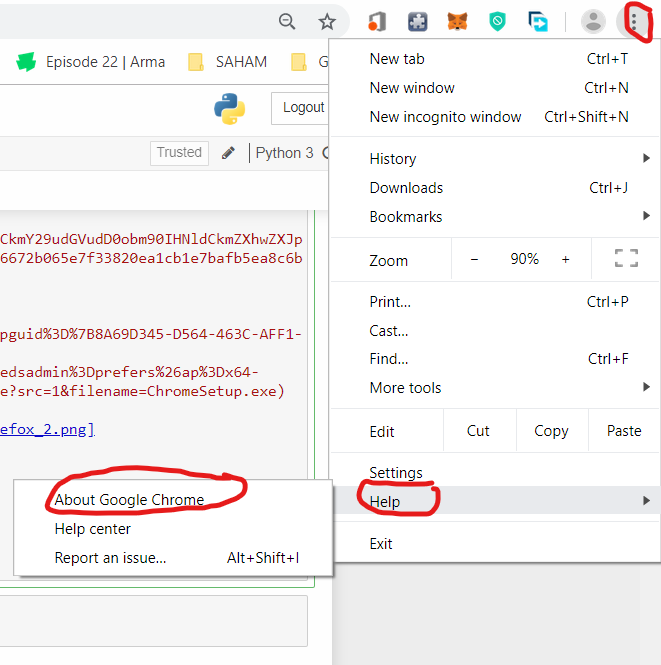 Episode 22 | Arma
SAHAM
G
Logout
Trusted
Python 3
CkmY29udGVudD0obm90IHNldCkmZXhwZXJp
6672b065e7f33820ea1cb1e7bafb5ea8c6b
pguid%3D%7B8A69D345-D564-463C-AFF1-
edsadmin%3Dprefers%26ap%3Dx64-
e?src=1&filename=ChromeSetup.exe)
efox_2.png]
New tab Ctrl+T
New window Ctrl+N
New incognito window Ctrl+Shift+N
History
Downloads Ctrl+J
Bookmarks
Zoom - 90% +
Print... Ctrl+P
Cast...
Find... Ctrl+F
More tools
Edit Cut Copy Paste
Settings
Help
Exit
About Google Chrome
Help center
Report an issue... Alt+Shift+I